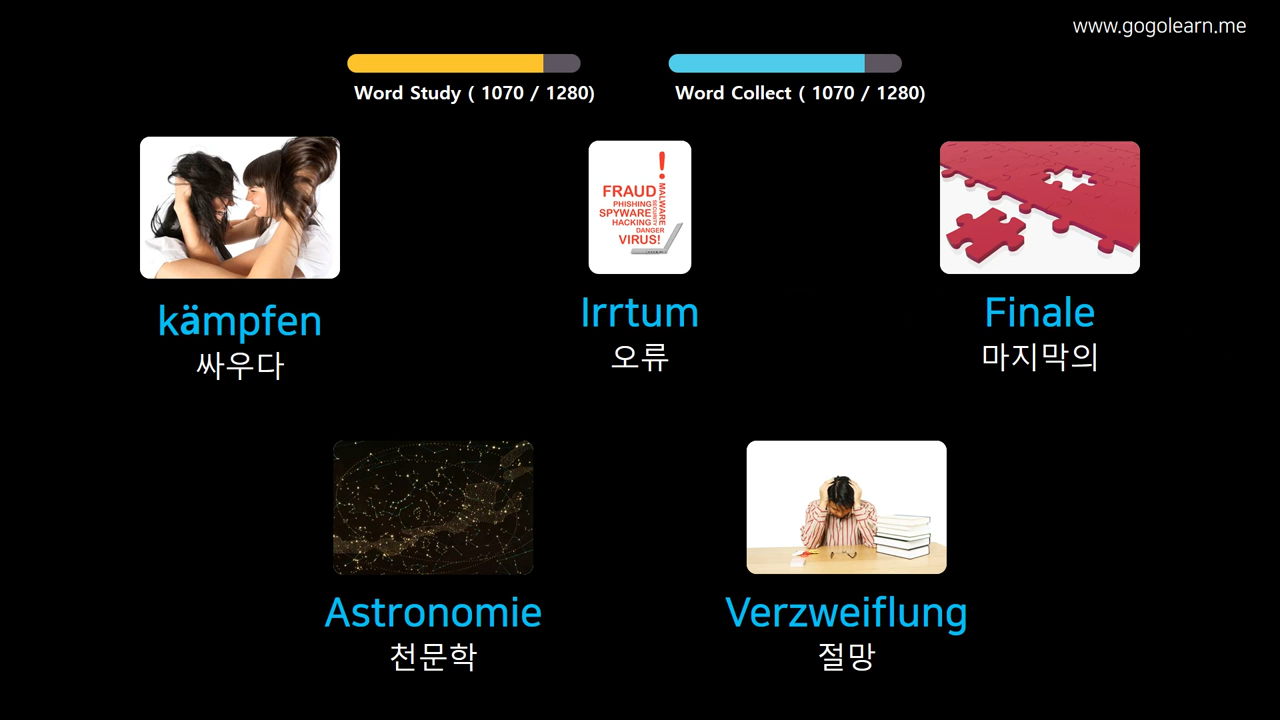 www.gogolearn.me
Word Study ( 1070 / 1280)
Word Collect ( 1070 / 1280)
!
FRAUD
PHISHING
SPYWARE
HACKING
DANGER
VIRUS!
MALWARE
SECURITY
kämpfen
싸우다
Irrtum
오류
Finale
마지막의
Astronomie
천문학
Verzweiflung
절망